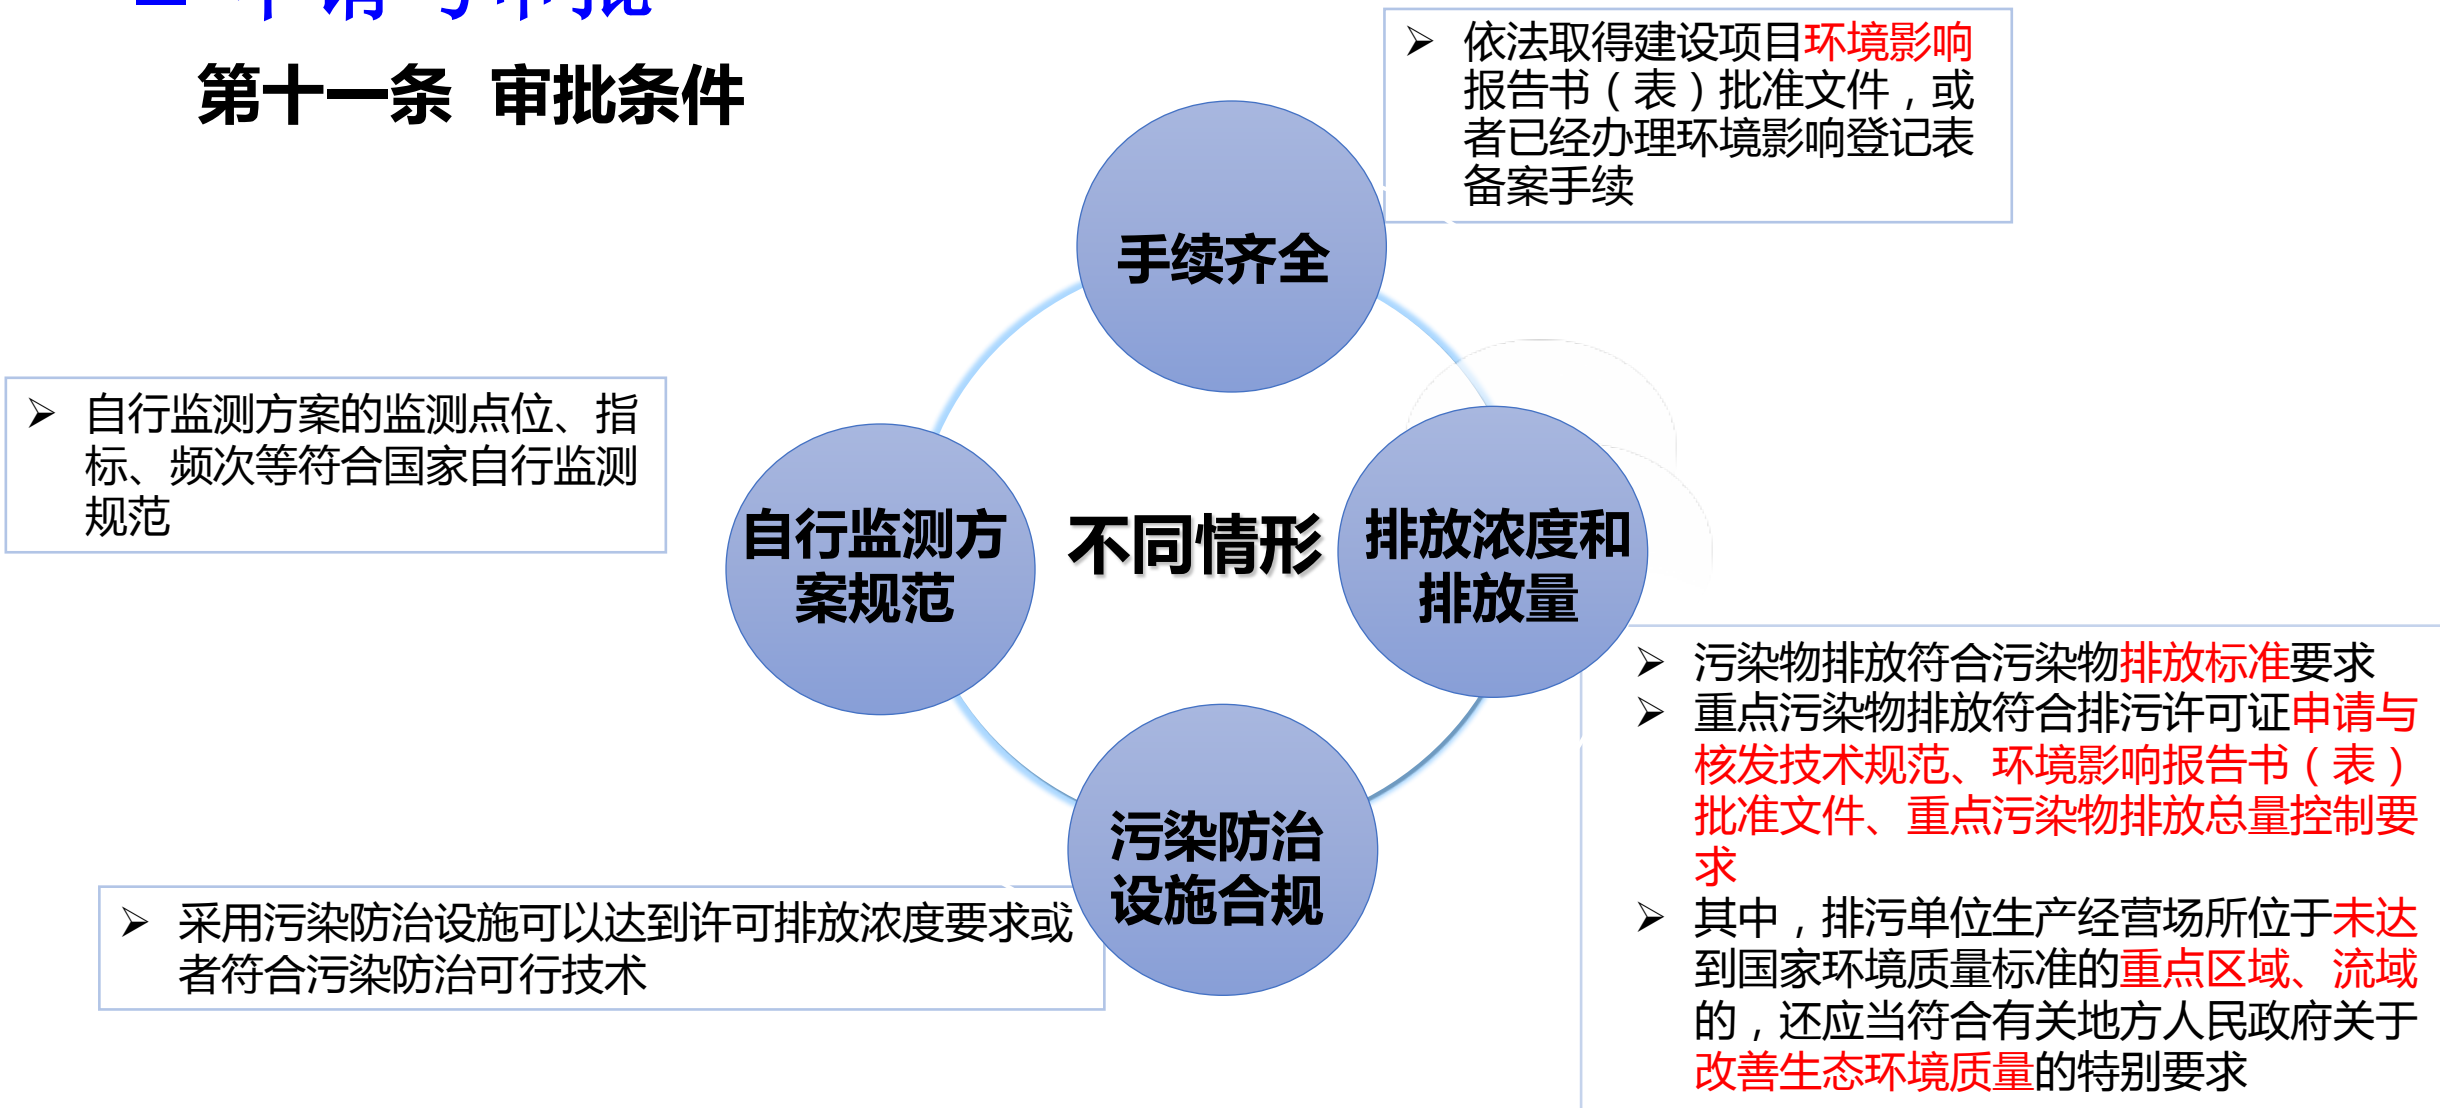 申请与审批
第十一条 审批条件
➢ 依法取得建设项目环境影响
报告书（表）批准文件，或
者已经办理环境影响登记表
备案手续
手续齐全
➢ 自行监测方案的监测点位、指
标、频次等符合国家自行监测
规范
自行监测方
案规范
不同情形
排放浓度和
排放量
➢ 污染物排放符合污染物排放标准要求
➢ 重点污染物排放符合排污许可证申请与
核发技术规范、环境影响报告书（表）
批准文件、重点污染物排放总量控制要
求
➢ 其中，排污单位生产经营场所位于未达
到国家环境质量标准的重点区域、流域
的，还应当符合有关地方人民政府关于
改善生态环境质量的特别要求
污染防治
设施合规
➢ 采用污染防治设施可以达到许可排放浓度要求或
者符合污染防治可行技术